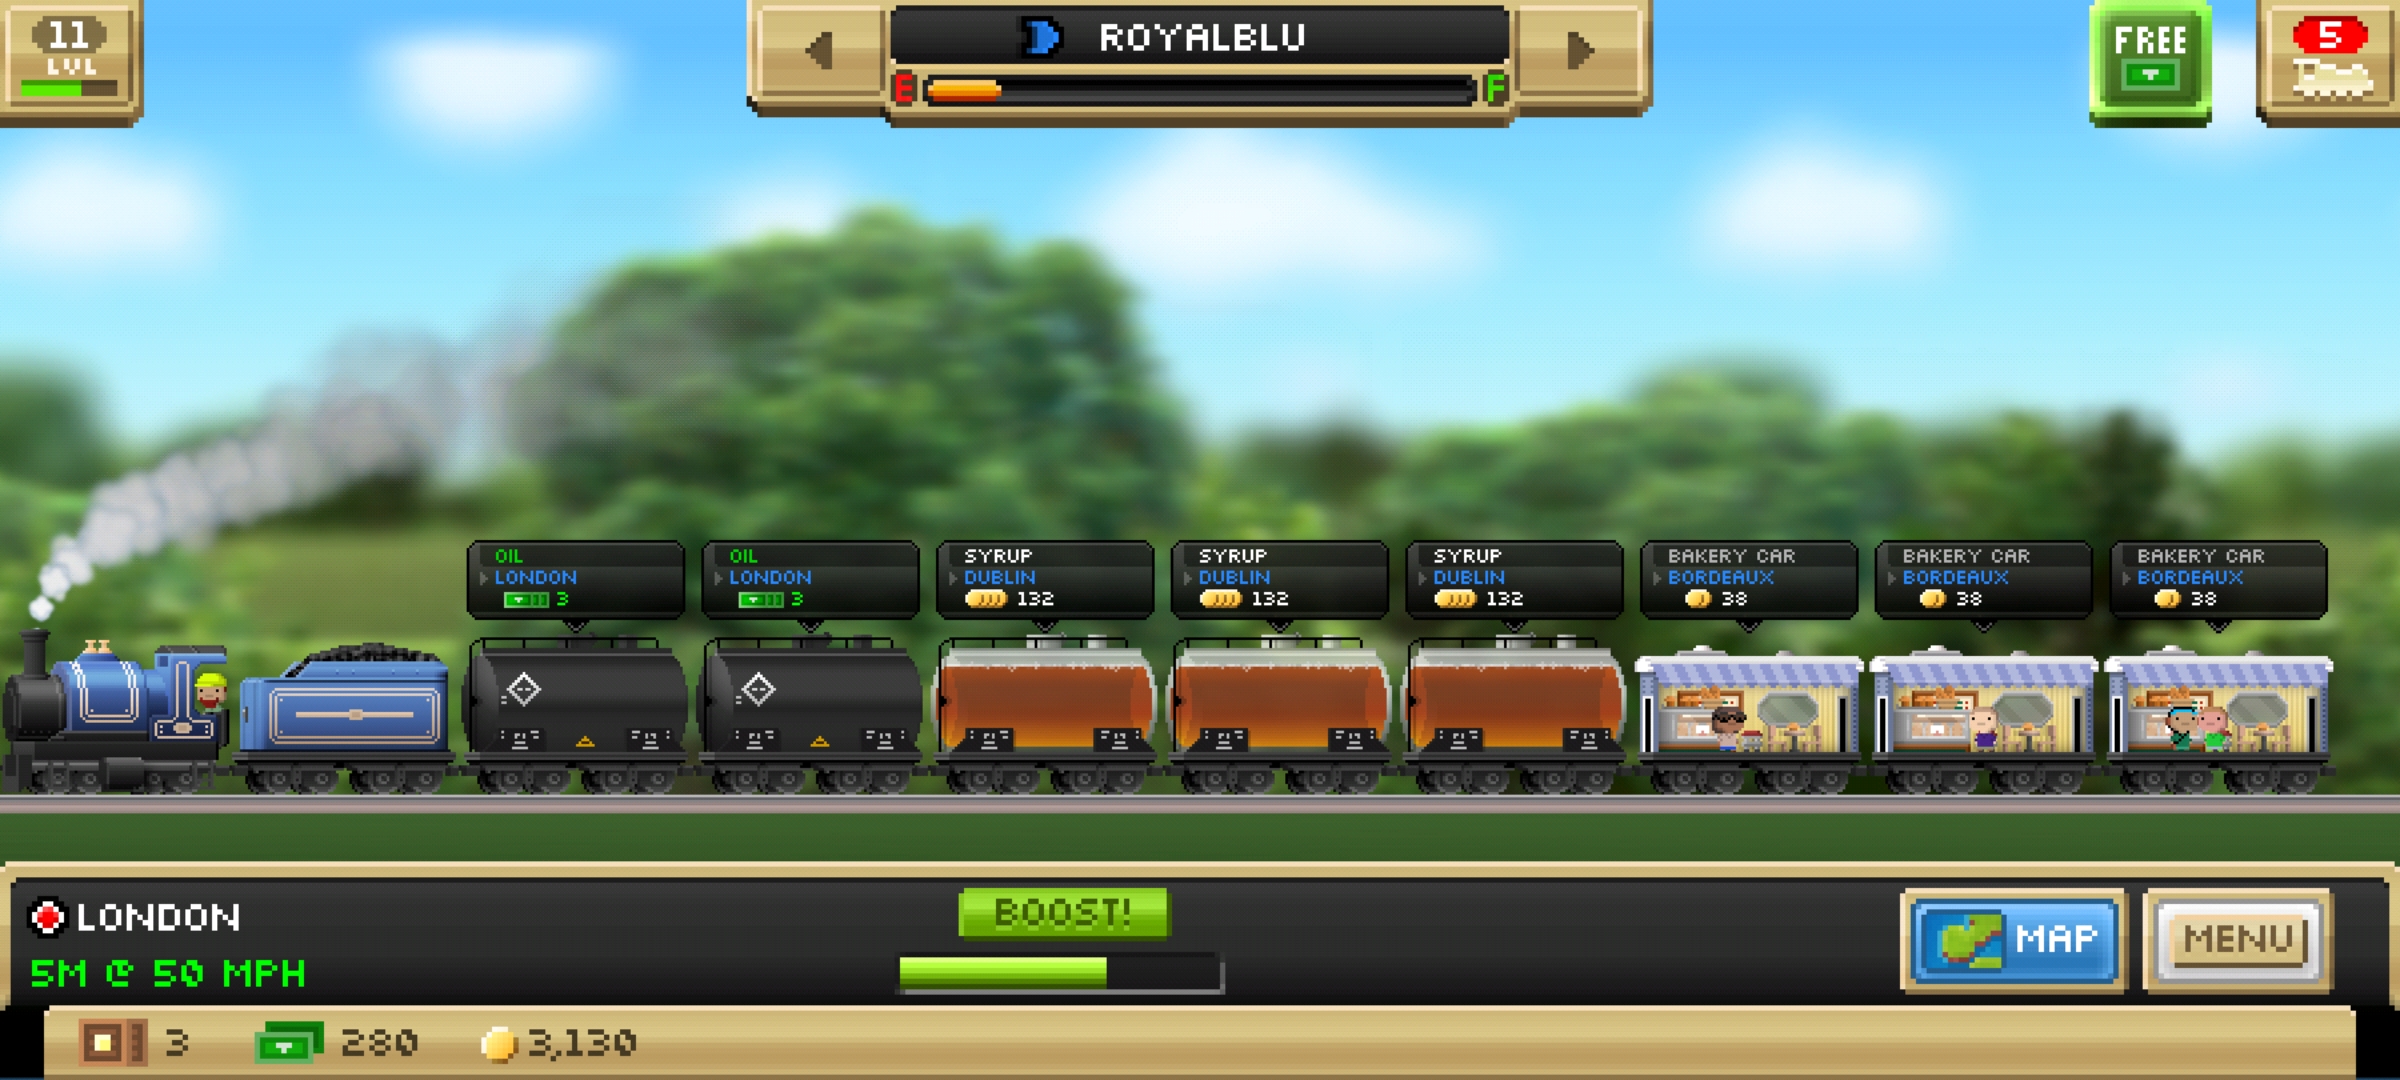 11
LVL
ROYALBLU
E
F
FREE
5
OIL
LONDON
3
OIL
LONDON
3
SYRUP
DUBLIN
132
SYRUP
DUBLIN
132
SYRUP
DUBLIN
132
BAKERY CAR
BORDEAUX
38
BAKERY CAR
BORDEAUX
38
BAKERY CAR
BORDEAUX
38
LONDON
5M @ 50 MPH
BOOST!
MAP
MENU
3
280
3,130